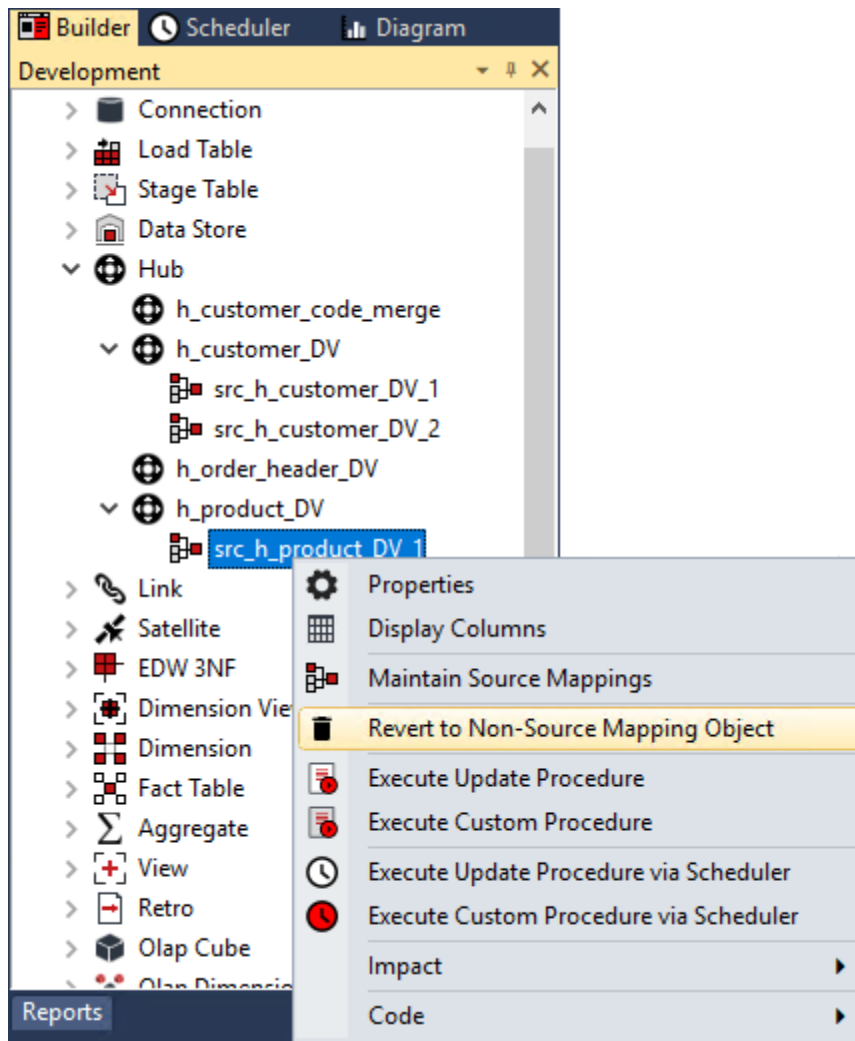 Builder Scheduler Diagram
Development
Connection
Load Table
Stage Table
Data Store
Hub
h_customer_code_merge
h_customer_DV
src_h_customer_DV_1
src_h_customer_DV_2
h_order_header_DV
h_product_DV
src_h_product_DV_1
Link
Satellite
EDW 3NF
Dimension Vie
Dimension
Fact Table
Aggregate
View
Retro
Olap Cube
Olap Dimensio
Reports
Properties
Display Columns
Maintain Source Mappings
Revert to Non-Source Mapping Object
Execute Update Procedure
Execute Custom Procedure
Execute Update Procedure via Scheduler
Execute Custom Procedure via Scheduler
Impact
Code